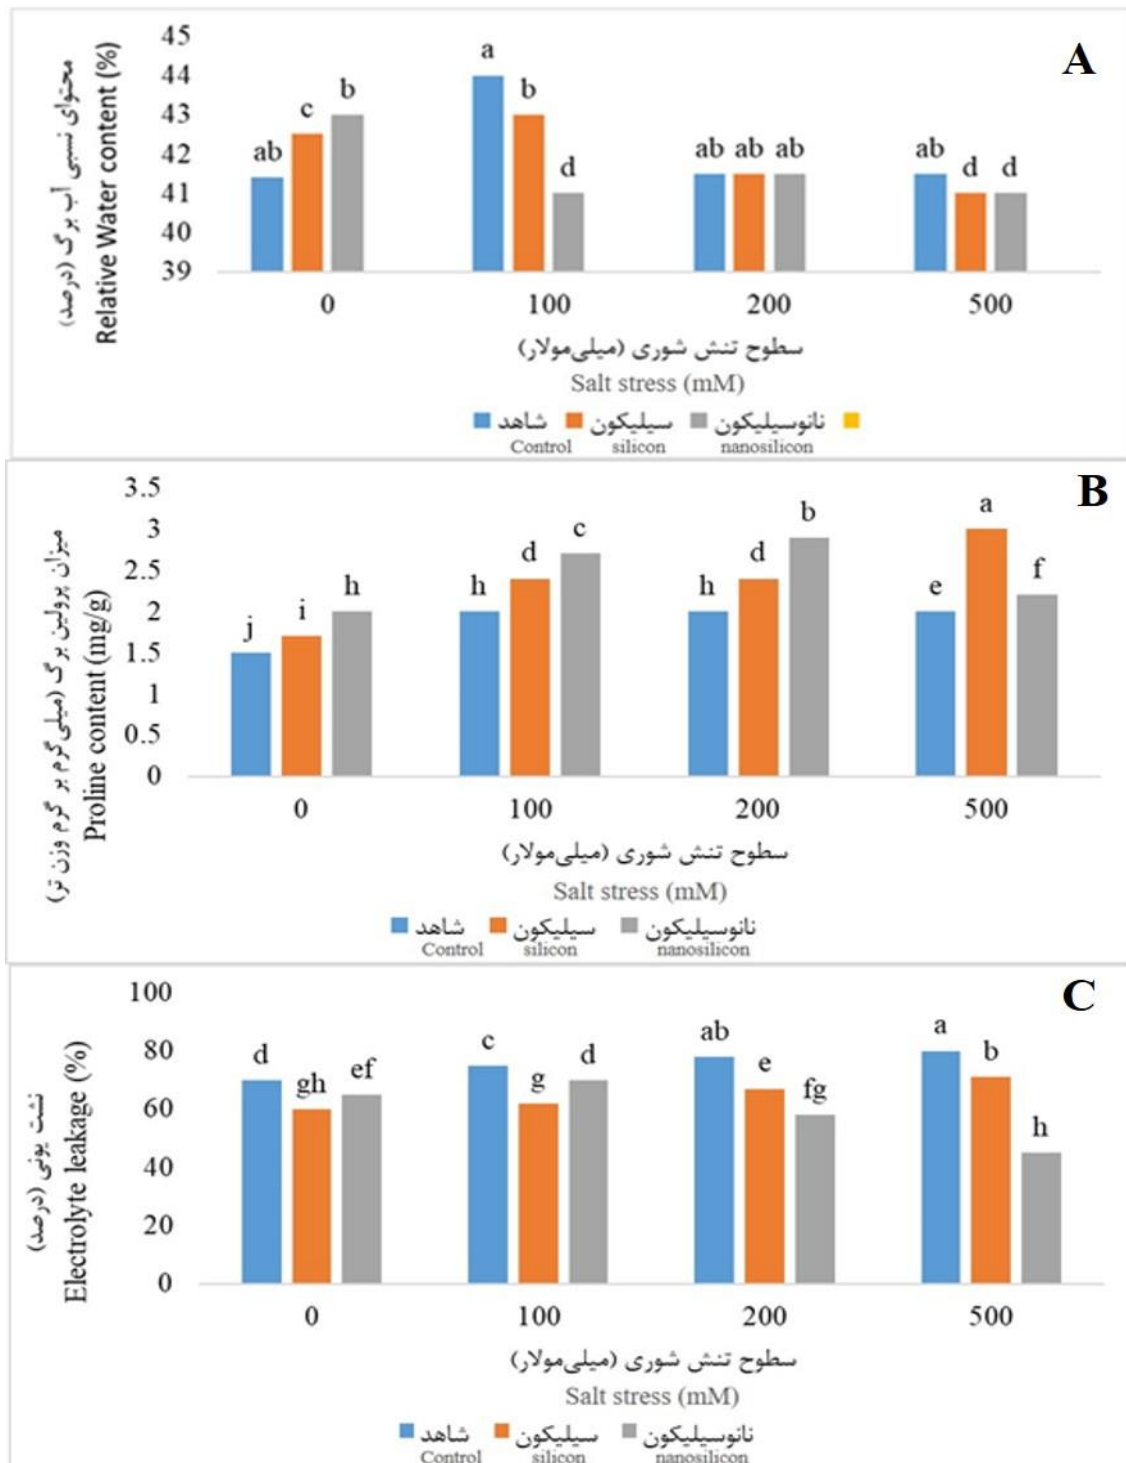 A
محتوای نسبی آب برگ (درصد)
Relative Water content (%)
45
44
43
42
41
40
39
ab c b
a b d
ab ab ab
ab d d
0 100 200 500
سطوح تنش شوری (میلی‌مولار)
Salt stress (mM)
شاهد سیلیکون نانوسیلیکون
Control silicon nanosilicon
B
میزان پرولین برگ (میلی‌گرم بر گرم وزن تر)
Proline content (mg/g)
3.5
3
2.5
2
1.5
1
0.5
0
j i h
h d c
h d b
e a f
0 100 200 500
سطوح تنش شوری (میلی‌مولار)
Salt stress (mM)
شاهد سیلیکون نانوسیلیکون
Control silicon nanosilicon
C
نشت یونی (درصد)
Electrolyte leakage (%)
100
80
60
40
20
0
d gh ef
c g d
ab e fg
a b h
0 100 200 500
سطوح تنش شوری (میلی‌مولار)
Salt stress (mM)
شاهد سیلیکون نانوسیلیکون
Control silicon nanosilicon